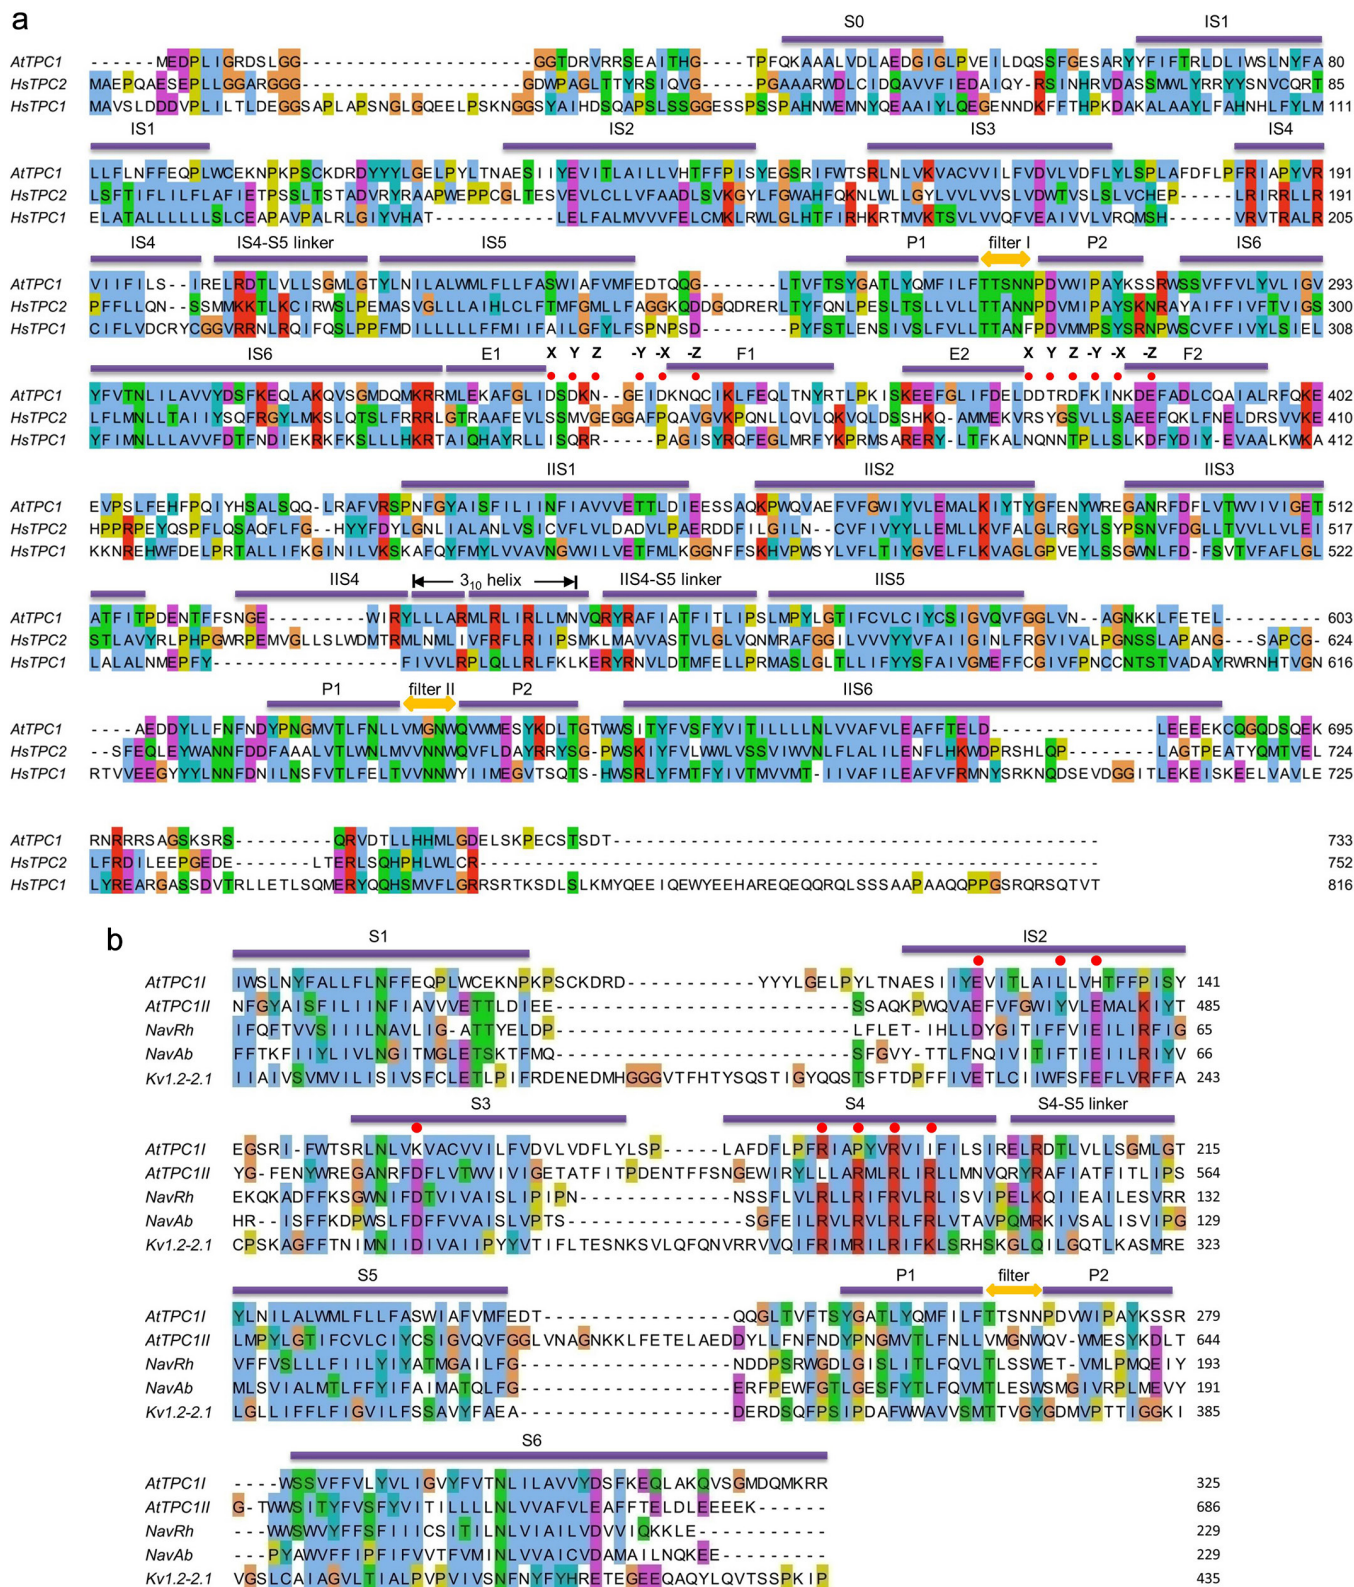 a
S0 IS1
AtTPC1 ------MEDPLIGRDSLGG--------------------GGTDRVRRSEAITHG----TPFQKAAALVDLAEDGIGLPVEILDQSSFGESARYYFIFTRLDLIWSLNYFA 80
HsTPC2 MAEPQAESEPLLGGARGGG--------------------GDWPAGLTTYRSIQVG----PGAAARWDLCIDQAVVFIEDAIQY-RSINHRVDASSMWLYRRYYSNVCQRT 85
HsTPC1 MAVSLDDDVPLILTLDEGGSAPLAPSNGLGQEELPSKNGGSYAIHDSQAPSLSSGGESSPSSPAHNWEMNYQEAAIYLQEGENNDKFFTHPKDAKALAAYLFAHNHLFYLM 111
IS1 IS2 IS3 IS4
AtTPC1 LLFLNFFEQPLWCEKNPKPSCKDRDYYYLGELPYLTNAESIIYEVITLAILLVHTFFPISYEGSRIFWTSRLNLVKVACVVILFVDVLVDFLYLSPLAFDFLPFRIAPYVR 191
HsTPC2 LSFTIFLILFLAFIETPSSLTSTADVRYRAAPWEPPCGLTESVEVLCLLVFAADLSVKGYLFGWAHFQKNLWLLGYLVVLVVSLVDWTVSLSLVCHEP------LRIRRLLR 191
HsTPC1 ELATALLLLLLSLCEAPAVPALRLGIYVHAT----------LELFALMVVVFELCMKLRWLGLHTFIRHKRTMVKTSVLVVQFVEAIVVLVRQMSH------VRVTRALR 205
IS4 IS4-S5 linker IS5 P1 filter I P2 IS6
AtTPC1 VIIFILS--IRELRDTLVLLSGMLGTYLNILALWMLFLLFASWIAFVMFEDTQQG-------LTVFTSYGATLYQMFILFTTSNNPDVWIPAYKSSRWSSVFFVLYVLIGV 293
HsTPC2 PFFLLQN--SSMMKKTLKCIRWSLPEMASVGLLLAIHLCLFTMFGMLLFAGGKQDDGQDRERLTYFQNLPESLTSLLVLLTTANNPDVMIPAYSKNRAYAIFFIVFTVIGS 300
HsTPC1 CIFLVDCRYCGGVRRNLRQIFQSLPPFMDILLLLLFFMIIFAILGFYLFSPNPSD--------PYFSTLENSIVSLFVLLTTANFPDVMMPSYSRNPWSCVFFIVYLSIEL 308
IS6 E1 X Y Z -Y -X -Z F1 E2 X Y Z -Y -X -Z F2
AtTPC1 YFVTNLILAVVYDSFKEQLAKQVSGMDQMKRRMLEKAFGLIDSDKN--GEIDKNQCIKLFEQLTNYRTLPKISKEEFGLIFDELDDTRDFKINKDEFADLCQAIALRFQKE 402
HsTPC2 LFLMNLLTAIIYSQFRGYLMKSLQTSLFRRRLGTRAAFEVLSSMVGEGGAFPQAVGVKPQNLLQVLQKVQLDSSHKQ-AMMEKVRSYGSVLLSAEEFQKLFNELDRSVVKE 410
HsTPC1 YFIMNLLLAVVFDTFNDIEKRKFKSLLLHKRTAIQHAYRLLISQRR-----PAGISYRQFEGLMRFYKPRMSARERY-LTFKALNQNNTPLLSLKDFYDIY-EVAALKWKA 412
IIS1 IIS2 IIS3
AtTPC1 EVPSLFEHFPQIYHSALSQQ-LRAFVRSPNFGYAISFILIINFIAVVVETTLDIEESSAQKPWQVAEFVFGWIYVLEMALKIYTYGFENYWREGANRFDFLVTWVIVIGET 512
HsTPC2 HPPRPEYQSPFLQSAQFLFG--HYYFDYLGNLIALANLVSICVFLVLDADVLPAERDDFILGILN--CVFIVYYLLEMLLKVFALGLRGYLSYPSNVFDGLLTVVLLVLEI 517
HsTPC1 KKNREHWFDELPRTALLIFKGINILVKSKAFQYFMYLVVAVNGVWILVETFMLKGGNFFSKHVPWSYLVFLTIYGVELFLKVAGLGPVEYLSSGWNLFD-FSVTVFAFLGL 522
IIS4 3₁₀ helix IIS4-S5 linker IIS5
AtTPC1 ATFITPDENTFFSNGE---------WIRYLLLARMLRLIRLLMNVQRYRAFIATFITLIPSLMPYLGTIFCVLCIYCSIGVQVFGGLVN--AGNKKLFETEL----- 603
HsTPC2 STLAVYRLPHPGWRPEMVGLLSLWDMTRMLNMLIVFRFLRIIPSMKLMAVVASTVLGLVQNMRAFGGILVVVYYVFAIIGINLFRGVIVALPGNSSLAPANG---SAPCG- 624
HsTPC1 LALALNMEPFY-----------------FIVVLRPLQLLRLFKLKERYRNVLDTMFELLPRMASLGLTLLIFYYSFAIVGMEFFCGIVFPNCCNTSTVADAYRWRNHTVGN 616
P1 filter II P2 IIS6
AtTPC1 ----AEDDYLLFNFNDYPNGMVTLFNLLVMGNWQWMESYKDLTGTWWSITYFVSFYVITILLLLNLVVAFVLEAFFTELD---------------LEEEEKCQGQDSQEK 695
HsTPC2 --SFEQLEYWANNFDDFAAALVTLWNLMVVNNWQVFLDAYRRYSG-PWSKIYFVLWWLVSSVIWVNLFLALILENFLHKWDPRSHLQP--------LAGTPEATYQMTVEL 724
HsTPC1 RTVVEEGYYYLNNFDNILNSFVTLFELTVVNNWYIIMEGVTSQTS-HWSRLYFMTFYIVTMVVMT-IIVAFILEAFVFRMNYSRKNQDSEVDGGITLEKEISKEELVAVLE 725
AtTPC1 RNRRRSAGSKSRS---------QRVDTLLHHMLGDELSKPECSTSDT------------------------------------------- 733
HsTPC2 LFRDILEEPGEDE-------LTERLSQHPHLWLCR------------------------------------------------------- 752
HsTPC1 LYREARGASSDVTRLLETLSQMERYQQHSMVFLGRRSRTKSDLSLKMYQEEIQEWYEEHAREQEQQRQLSSSAAPAAQQPPGSRQRSQTVT 816
b
S1 IS2
AtTPC1I IWSLNYFALLFLNFFEQPLWCEKNPKPSCKDRD-----------YYYLGELPYLTNAESIIYEVITLAILLVHTFFPISY 141
AtTPC1II NFGYAISFILIINFIAVVVETTLDIEE-------------------------SSAQKPWQVAEFVFGWIYVLEMALKIYT 485
NavRh IFQFTVVSIIILNAVLIG-ATTYELDP-------------------------LFLET-IHLLDYGITIFFVIEILIRFIG 65
NavAb FFTKFIIYLIVLNGITMGLETSKTFMQ-------------------------SFGVY-TTLFNQIVITIFTIEIILRIYV 66
Kv1.2-2.1 IIAIVSVMVILISIVSFCLETLPIFRDENEDMHGGGVTFHTYSQSTIGYQQSTSFTDPFFIVETLCIIWFSFEFLVRFFA 243
S3 S4 S4-S5 linker
AtTPC1I EGSRI-FWTSRLNLVKVACVVILFVDVLVDFLYLSP------LAFDFLPFRIAPYVRVIIFILSIRELRDTLVLLSGMLGT 215
AtTPC1II YG-FENYWREGANRFDFLVTWVIVIGETATFITPDENTFFSNGEWIRYLLLARMLRLIRLLMNVQRYRAFIATFITLIPS 564
NavRh EKQKADFFKSGWNIFDTVIVAISLIPIPN-------------NSSFLVLRLLRIFRVLRLISVIPELKQIIEAILESVRR 132
NavAb HR--ISFFKDPWSLFDFFVVAISLVPTS----------------SGFEILRVLRVLRLFRLVTAVPQMRKIVSALISVIPG 129
Kv1.2-2.1 CPSKAGFFTNIMNIIDIVAIIPYYVTIFLTESNKSVLQFQNVRRVVQIFRIMRILRIFKLSRHSKGLQILGQTLKASMRE 323
S5 P1 filter P2
AtTPC1I YLNILALWMLFLLFASWIAFVMFEDT----------------QQGLTVFTSYGATLYQMFILFTTSNNPDVWIPAYKSSR 279
AtTPC1II LMPYLGTIFCVLCIYCSIGVQVFGGLVNAGNKKLFETELAEDDYLLFNFNDYPNGMVTLFNLLVMGNWQV-WMESYKDLT 644
NavRh VFFVSLLLFIILYIYATMGAILFG------------------NDDPSRWGDLGISLITLFQVLTLSSWET-VMLPMQEIY 193
NavAb MLSVIALMTLFFYIFAIMATQLFG------------------ERFPEWFGTLGESFYTLFQVMTLESWSMGIVRPLMEVY 191
Kv1.2-2.1 LGLLIFFLFIGVILFSSAVYFAEA------------------DERDSQFPSIPDAFWWAVVSMTTVGYGDMVPTTIGGKI 385
S6
AtTPC1I ----WSSVFFVLYVLIGVYFVTNLILAVVYDSFKEQLAKQVSGMDQMKRR 325
AtTPC1II G-TWWSITYFVSFYVITILLLLNLVVAFVLEAFFTELDLEEEEK------ 686
NavRh ---WWSWVYFFSFIIICSITILNLVIAILVDVVIQKKLE----------- 229
NavAb ---PYAWVFFIPFIFVVTFVMINLVVAICVDAMAILNQKEE--------- 229
Kv1.2-2.1 VGSLCAIAGVLTIALPVPVIVSNFNYFYHRETEGEEQAQYLQVTSSPKIP 435